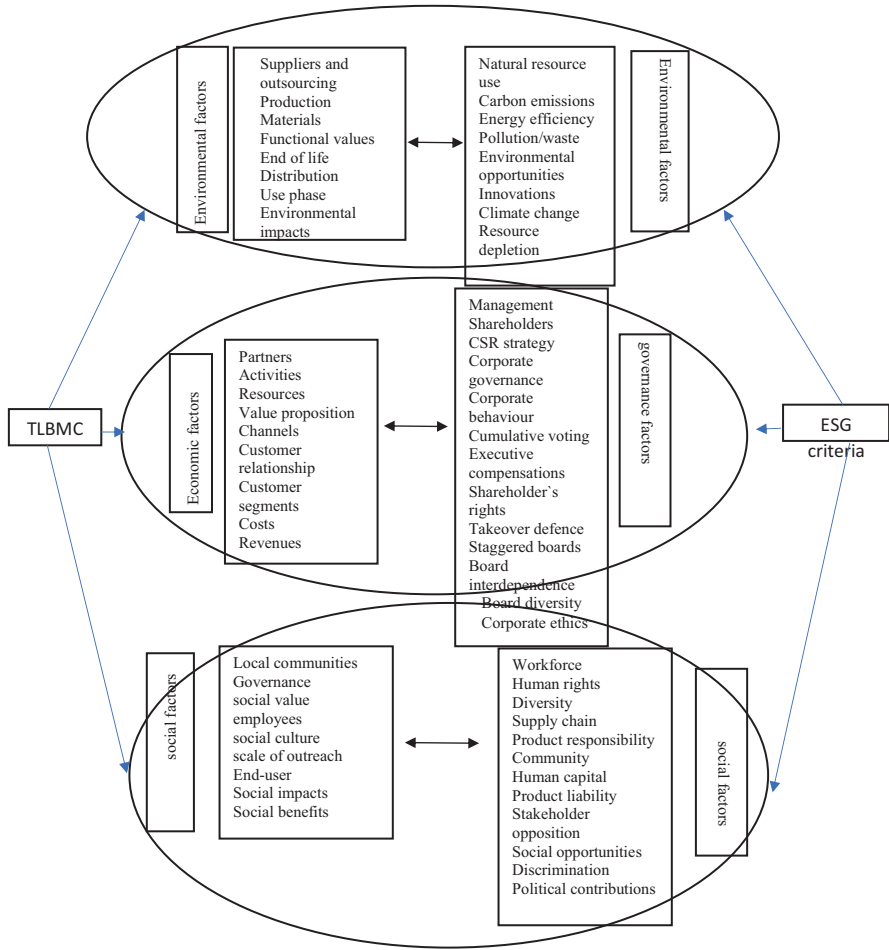 Environmental factors
Suppliers and
outsourcing
Production
Materials
Functional values
End of life
Distribution
Use phase
Environmental
impacts
Natural resource
use
Carbon emissions
Energy efficiency
Pollution/waste
Environmental
opportunities
Innovations
Climate change
Resource
depletion
Environmental factors
TLBMC
Economic factors
Partners
Activities
Resources
Value proposition
Channels
Customer
relationship
Customer
segments
Costs
Revenues
Management
Shareholders
CSR strategy
Corporate
governance
Corporate
behaviour
Cumulative voting
Executive
compensations
Shareholder`s
rights
Takeover defence
Staggered boards
Board
interdependence
Board diversity
Corporate ethics
governance factors
ESG
criteria
social factors
Local communities
Governance
social value
employees
social culture
scale of outreach
End-user
Social impacts
Social benefits
Workforce
Human rights
Diversity
Supply chain
Product responsibility
Community
Human capital
Product liability
Stakeholder
opposition
Social opportunities
Discrimination
Political contributions
social factors